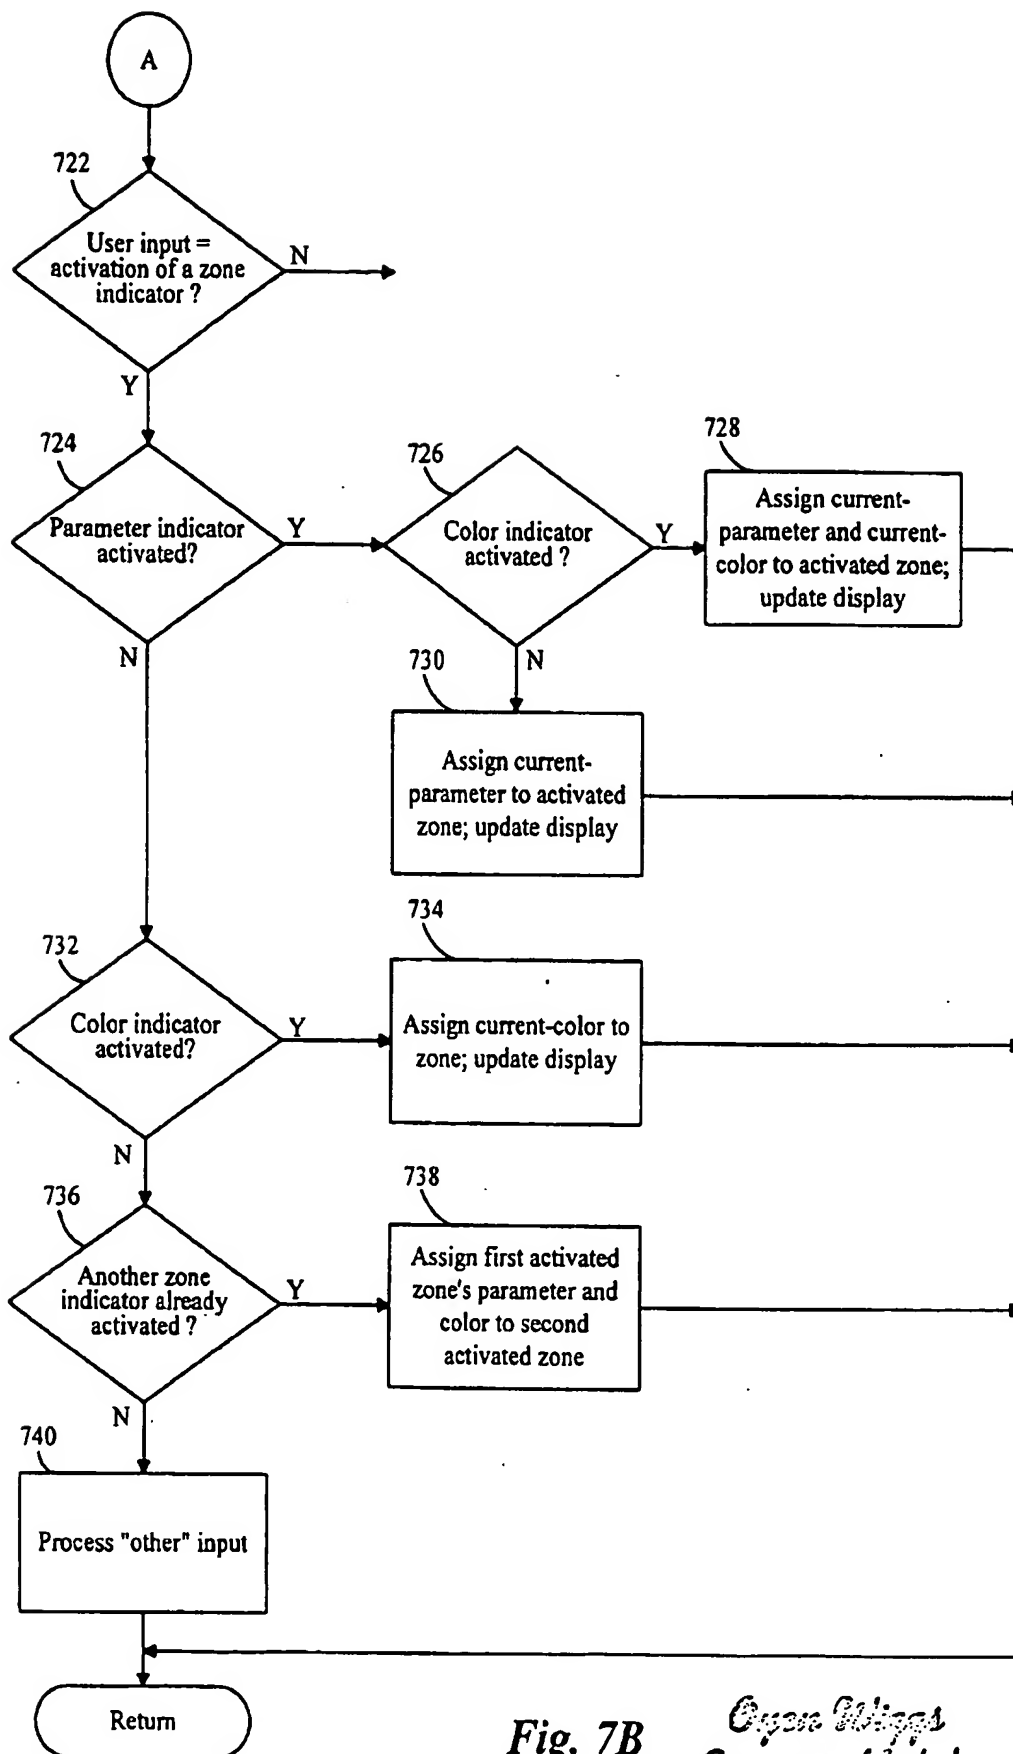 A
722
User input =
activation of a zone
indicator ?
N
Y
724
Parameter indicator
activated?
Y
N
726
Color indicator
activated ?
Y
N
728
Assign current-
parameter and current-
color to activated zone;
update display
730
Assign current-
parameter to activated
zone; update display
732
Color indicator
activated?
Y
N
734
Assign current-color to
zone; update display
736
Another zone
indicator already
activated ?
Y
N
738
Assign first activated
zone's parameter and
color to second
activated zone
740
Process "other" input
Return
Fig. 7B